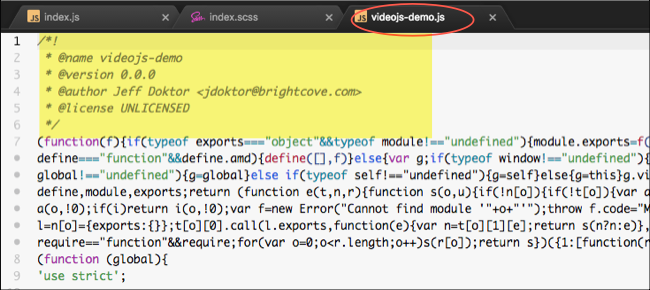 index.js
index.scss
videojs-demo.js
1 /*!
2 * @name videojs-demo
3 * @version 0.0.0
4 * @author Jeff Doktor <jdoktor@brightcove.com>
5 * @license UNLICENSED
6 */
7 (function(f){if(typeof exports==="object"&&typeof module!=="undefined"){module.exports=f(
define==="function"&&define.amd){define([],f)}else{var g;if(typeof window!=="undefined"){
global!=="undefined"){g=global}else if(typeof self!=="undefined"){g=self}else{g=this}g.vi
define,module,exports;return (function e(t,n,r){function s(o,u){if(!n[o]){if(!t[o]){var a
a(o,!0);if(i)return i(o,!0);var f=new Error("Cannot find module '"+o+"'");throw f.code="M
l=n[o]={exports:{}};t[o][0].call(l.exports,function(e){var n=t[o][1][e];return s(n?n:e)},
require=="function"&&require;for(var o=0;o<r.length;o++)s(r[o]);return s})({1:[function(r
8 (function (global){
9 'use strict';